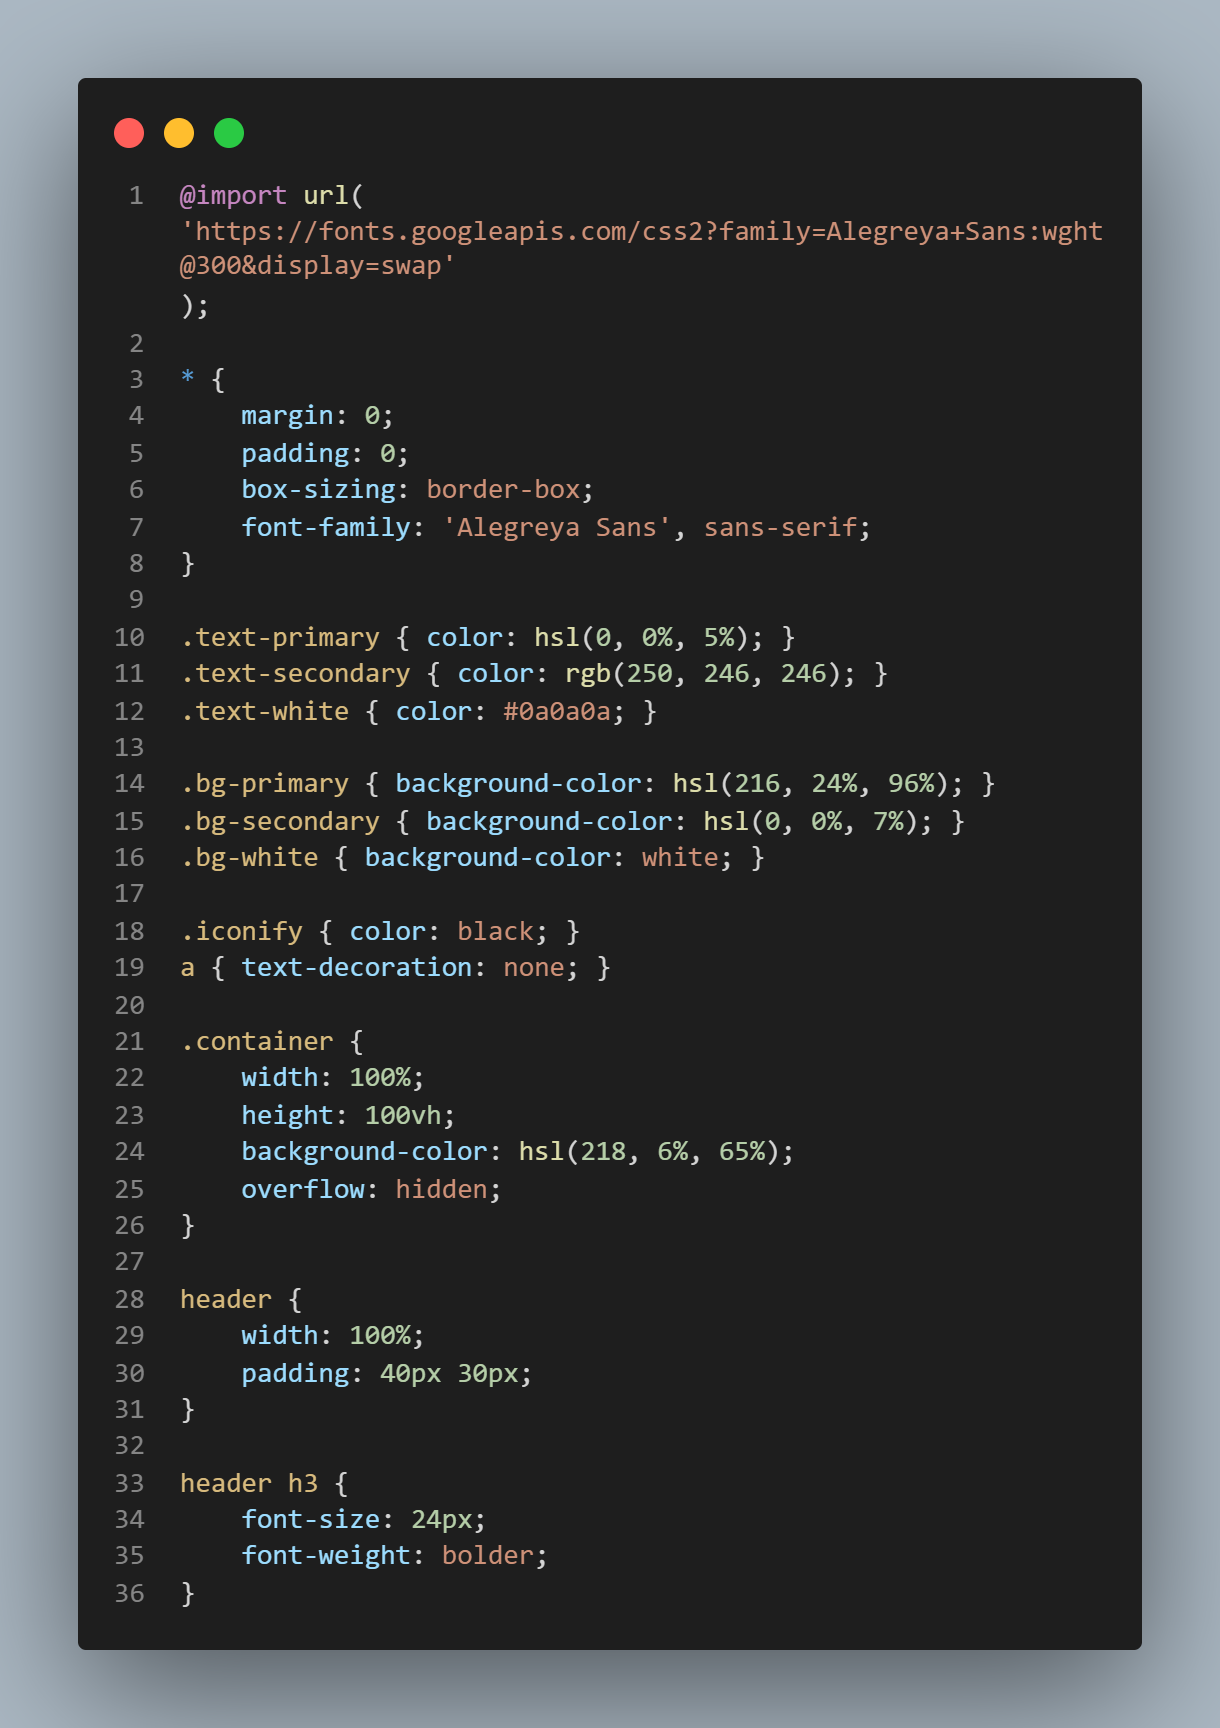 1 @import url(
'https://fonts.googleapis.com/css2?family=Alegreya+Sans:wght
@300&display=swap'
);
2
3 * {
4     margin: 0;
5     padding: 0;
6     box-sizing: border-box;
7     font-family: 'Alegreya Sans', sans-serif;
8 }
9
10 .text-primary { color: hsl(0, 0%, 5%); }
11 .text-secondary { color: rgb(250, 246, 246); }
12 .text-white { color: #0a0a0a; }
13
14 .bg-primary { background-color: hsl(216, 24%, 96%); }
15 .bg-secondary { background-color: hsl(0, 0%, 7%); }
16 .bg-white { background-color: white; }
17
18 .iconify { color: black; }
19 a { text-decoration: none; }
20
21 .container {
22     width: 100%;
23     height: 100vh;
24     background-color: hsl(218, 6%, 65%);
25     overflow: hidden;
26 }
27
28 header {
29     width: 100%;
30     padding: 40px 30px;
31 }
32
33 header h3 {
34     font-size: 24px;
35     font-weight: bolder;
36 }